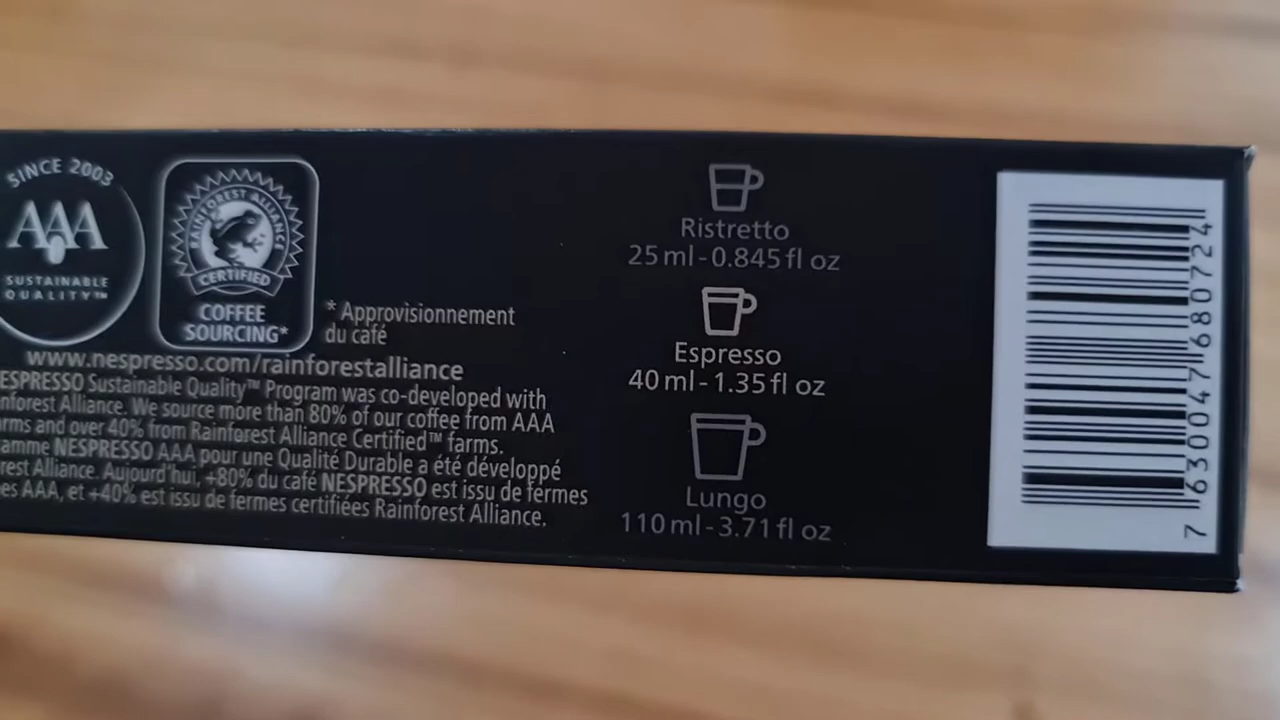 SINCE 2003
AAA
SUSTAINABLE
QUALITY™
RAINFOREST ALLIANCE
CERTIFIED
COFFEE
SOURCING*
* Approvisionnement
du café
www.nespresso.com/rainforestalliance
ESPRESSO Sustainable Quality™ Program was co-developed with
nforest Alliance. We source more than 80% of our coffee from AAA
rms and over 40% from Rainforest Alliance Certified™ farms.
amme NESPRESSO AAA pour une Qualité Durable a été développé
rest Alliance. Aujourd'hui, +80% du café NESPRESSO est issu de fermes
es AAA, et +40% est issu de fermes certifiées Rainforest Alliance.
Ristretto
25 ml - 0.845 fl oz
Espresso
40 ml - 1.35 fl oz
Lungo
110 ml - 3.71 fl oz
7 630047 680724